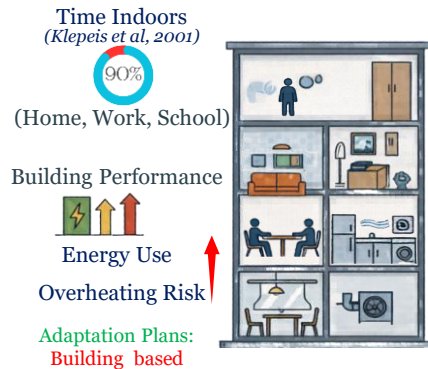 Time Indoors
(Klepeis et al, 2001)
90%
(Home, Work, School)
Building Performance
Energy Use
Overheating Risk
Adaptation Plans:
Building based